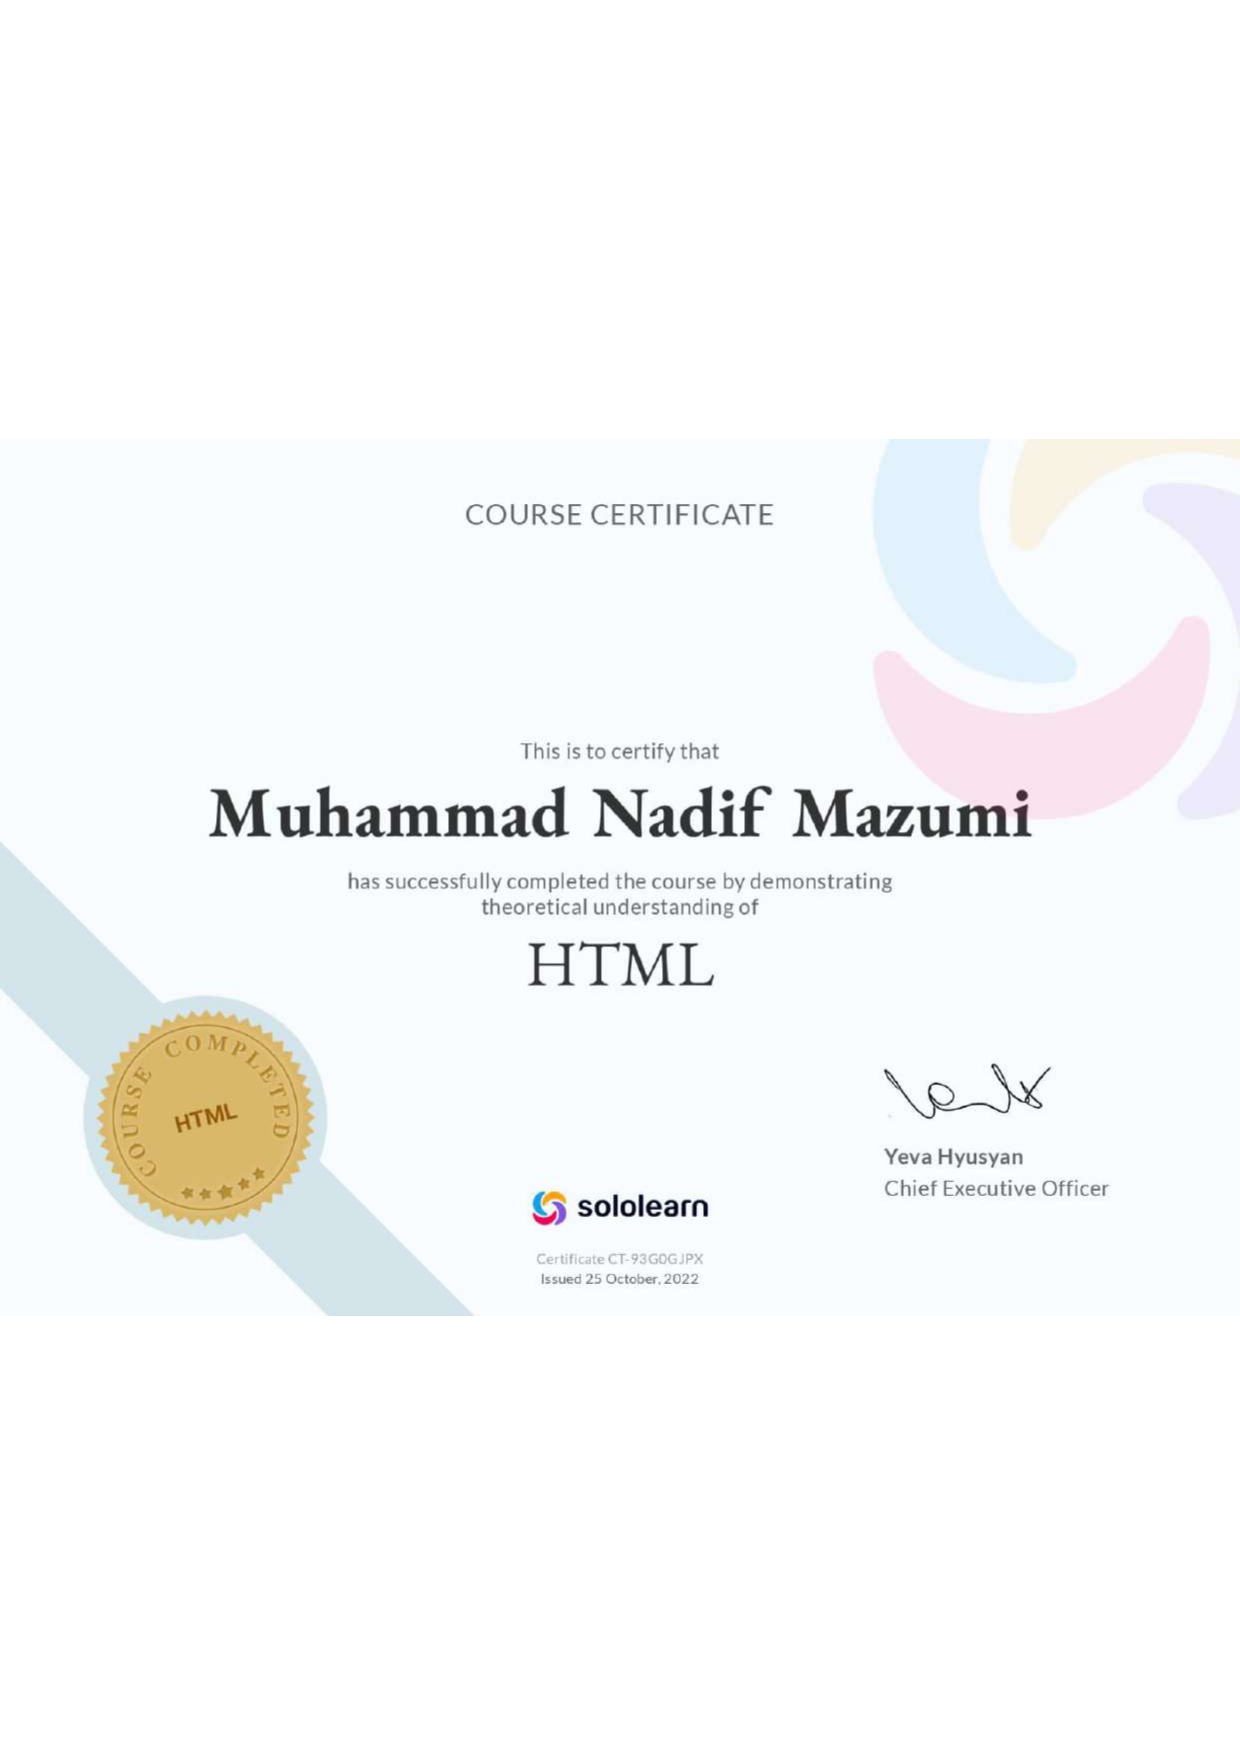 COURSE CERTIFICATE
This is to certify that
Muhammad Nadif Mazumi
has successfully completed the course by demonstrating
theoretical understanding of
HTML
COURSE COMPLETED
HTML
Yeva Hyusyan
Chief Executive Officer
sololearn
Certificate CT-93G0GJPX
Issued 25 October, 2022